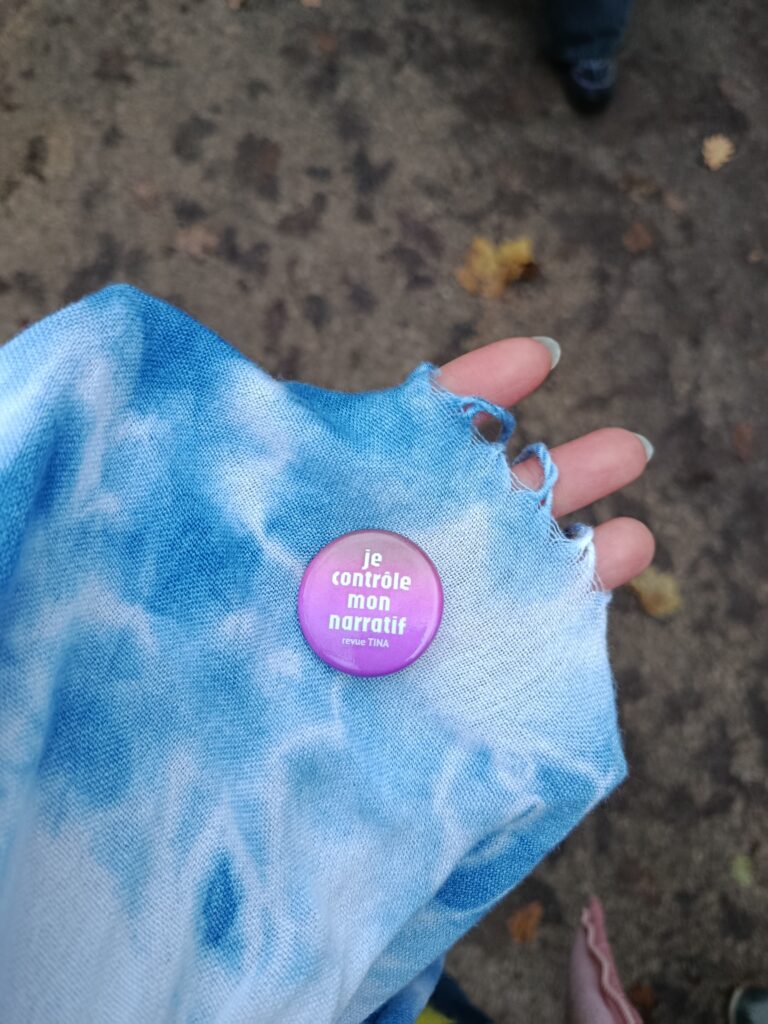 je
contrôle
mon
narratif
revue TINA